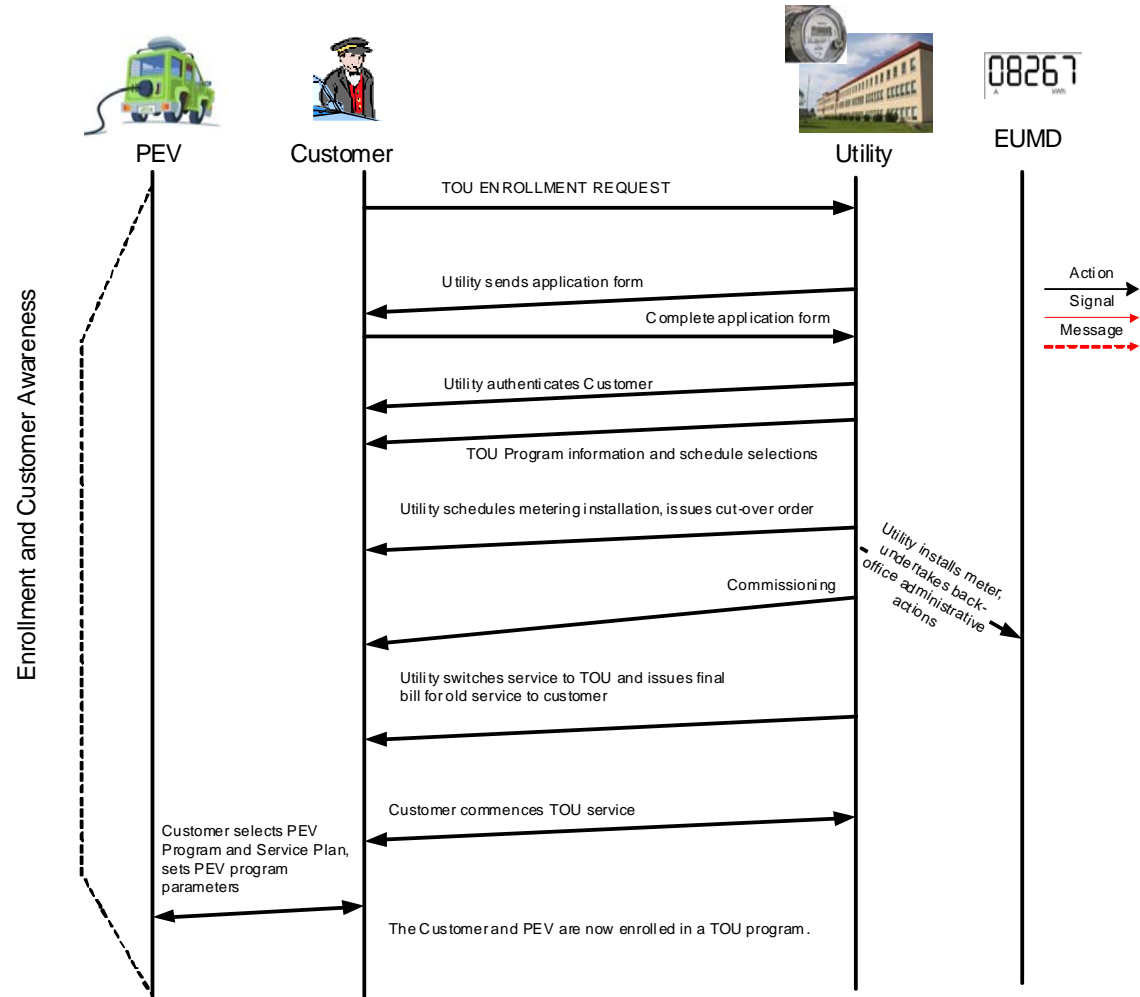 08267
A
kWh
PEV
Customer
Utility
EUMD
Enrollment and Customer Awareness
TOU ENROLLMENT REQUEST
Utility sends application form
Complete application form
Utility authenticates Customer
TOU Program information and schedule selections
Utility schedules metering installation, issues cut-over order
Utility installs meter,
undertakes back-
office administrative
actions
Commissioning
Utility switches service to TOU and issues final
bill for old service to customer
Customer commences TOU service
Customer selects PEV
Program and Service Plan,
sets PEV program
parameters
The Customer and PEV are now enrolled in a TOU program.
Action
Signal
Message